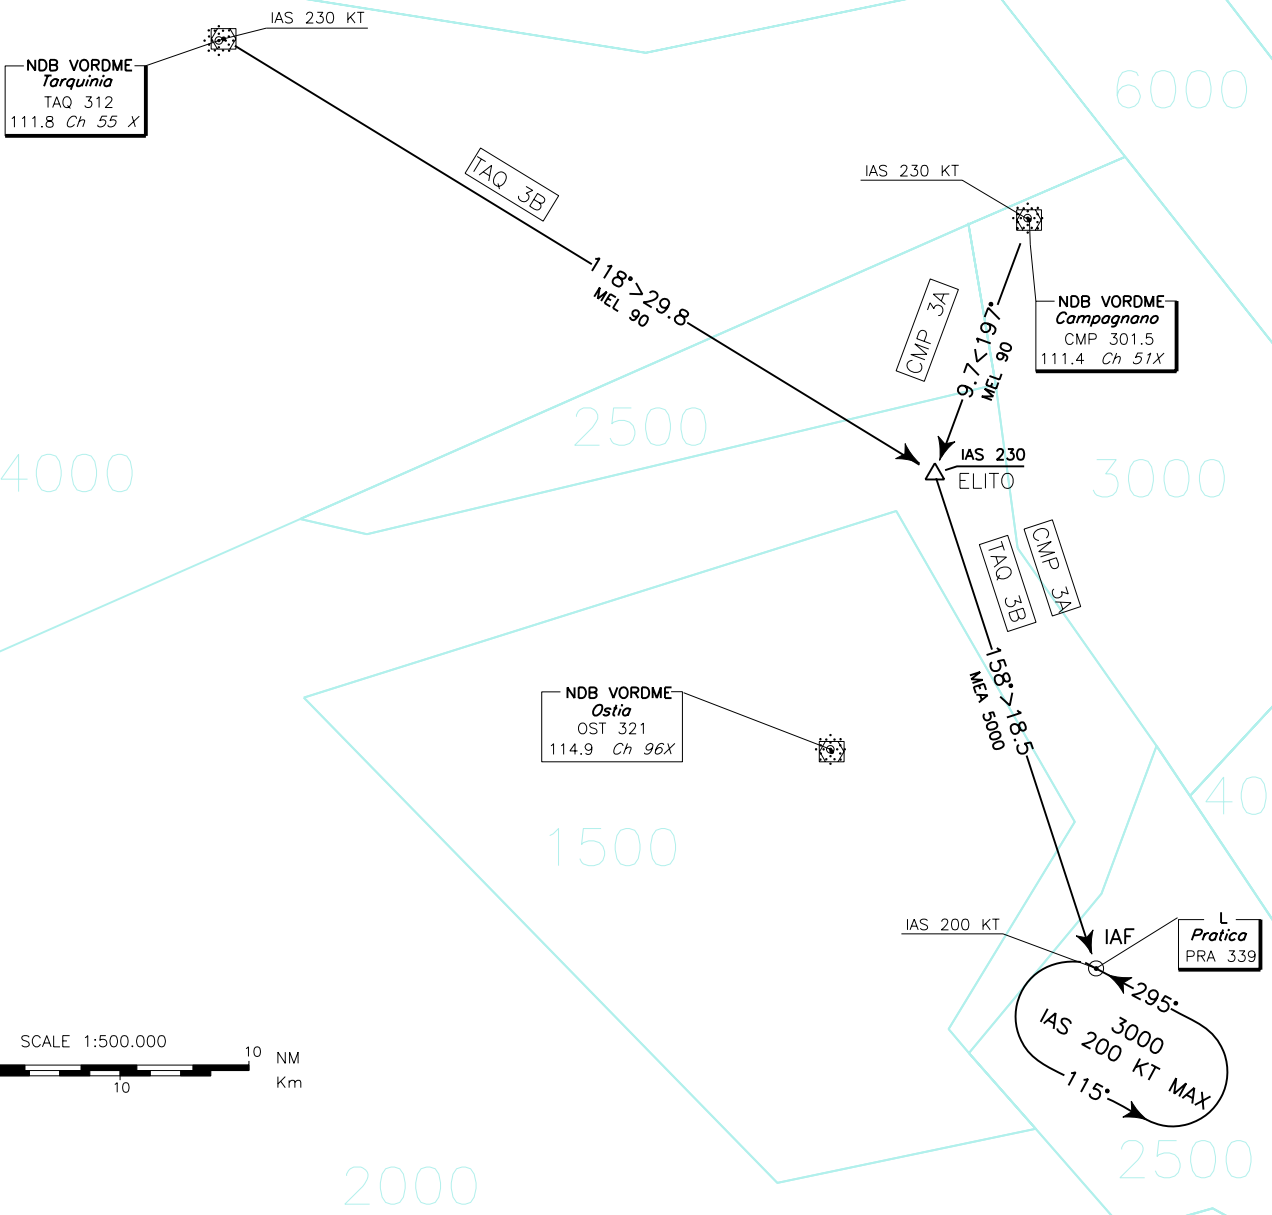 IAS 230 KT
NDB VORDME
Tarquinia
TAQ 312
111.8 Ch 55 X
6000
TAQ 3B
IAS 230 KT
118°>29.8
MEL 90
CMP 3A
9.7<197°
MEL 90
NDB VORDME
Campagnano
CMP 301.5
111.4 Ch 51X
2500
4000
IAS 230
ELITO
3000
TAQ 3B
CMP 3A
158°>18.5
MEA 5000
NDB VORDME
Ostia
OST 321
114.9 Ch 96X
40
1500
IAS 200 KT
IAF
L
Pratica
PRA 339
295°
3000
IAS 200 KT MAX
115°
SCALE 1:500.000
10 NM
Km
10
2500
2000